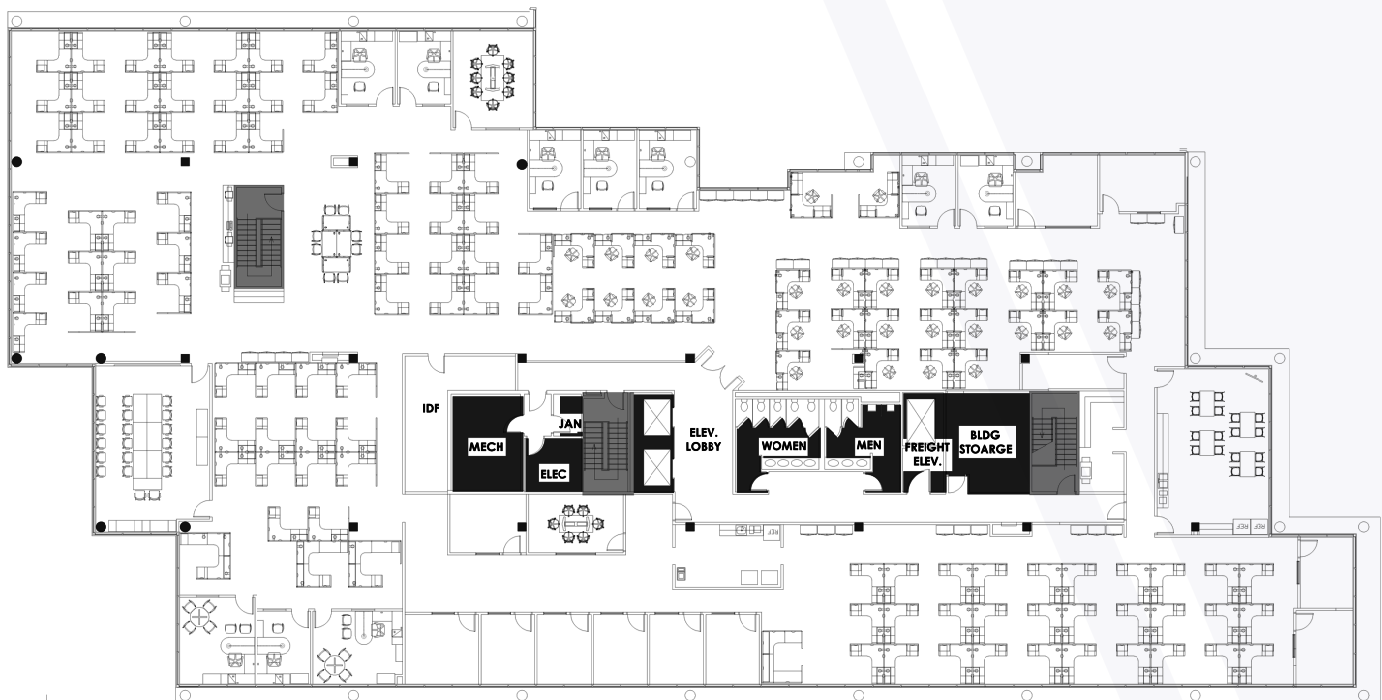 IDF
MECH
JAN
ELEC
ELEV.
LOBBY
WOMEN
MEN
FREIGHT
ELEV.
BLDG
STOARGE
REF
REF REF